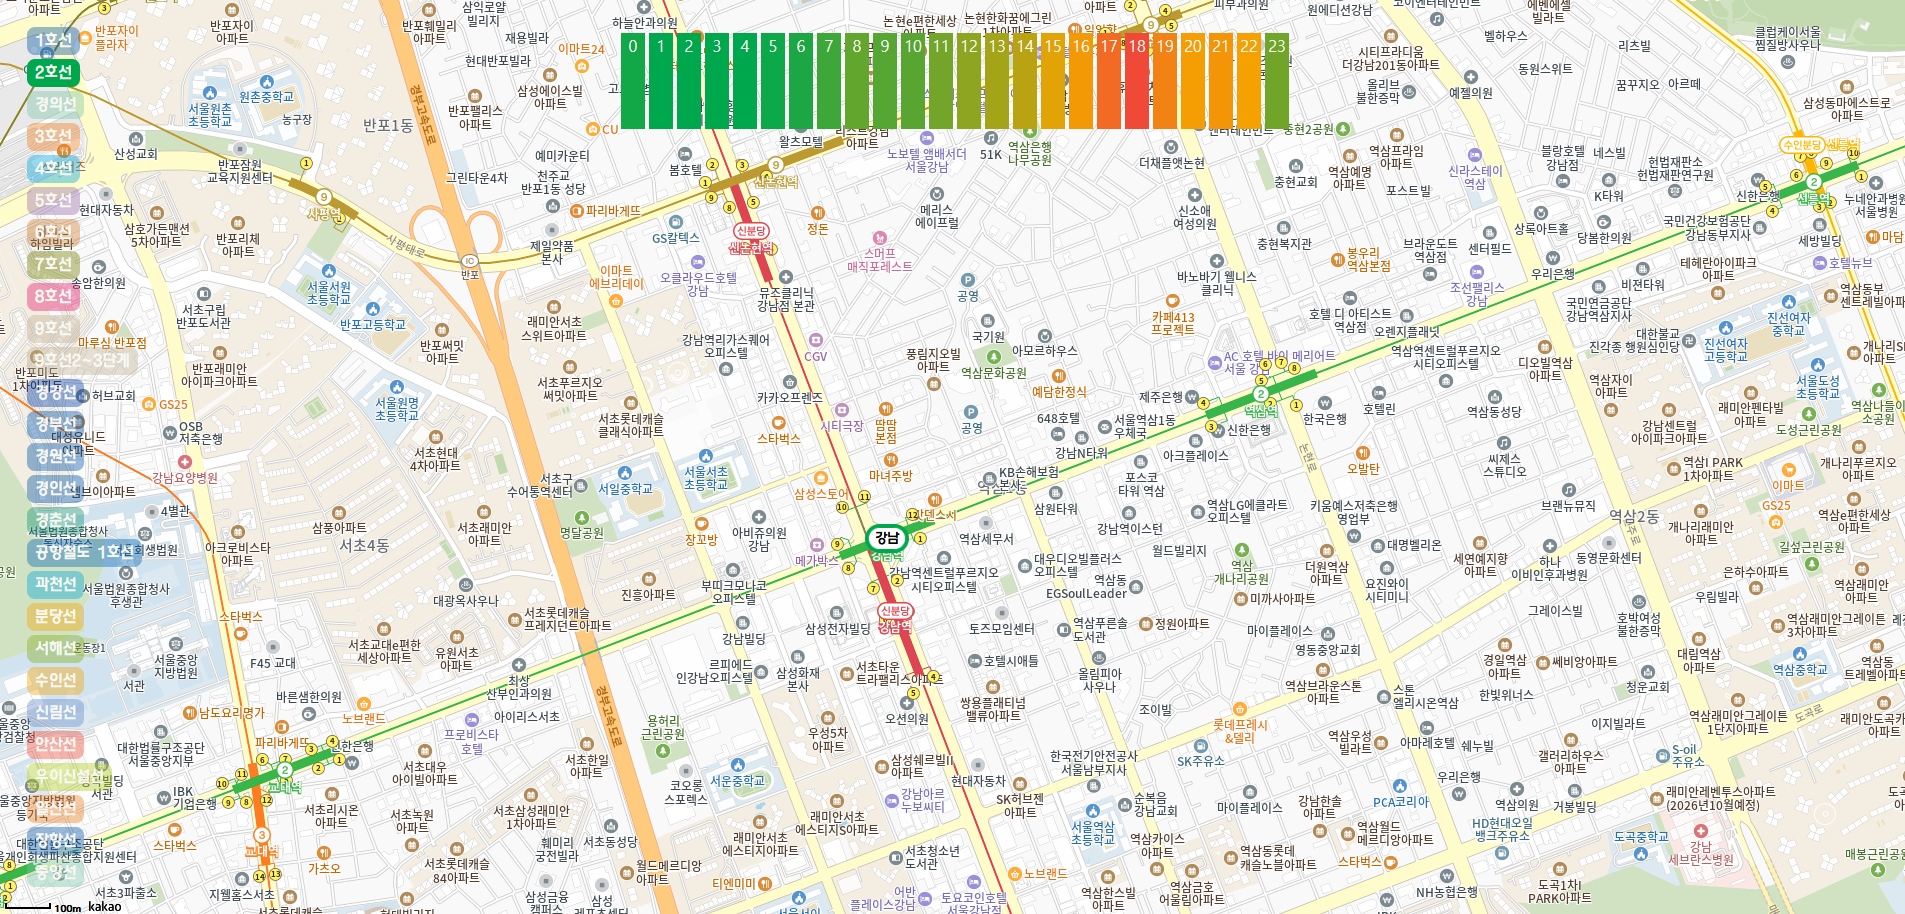 0 1 2 3 4 5 6 7 8 9 10 11 12 13 14 15 16 17 18 19 20 21 22 23
1호선
2호선
경의선
3호선
4호선
5호선
6호선
7호선
8호선
9호선
9호선2~3단계
경강선
경부선
경원선
경인선
경춘선
공항철도 1호선
과천선
분당선
서해선
수인선
신림선
안산선
우이신설선
장항선
중앙선
반포자이
플라자
반포자이
아파트
반포훼밀리
아파트
삼익로얄
빌리지
재용빌라
하늘안과의원
이마트24
현대반포빌라
삼성에이스빌
아파트
반포팰리스
아파트
CU
서울원촌
초등학교
원촌중학교
농구장
반포1동
경부고속도로
산성교회
반포잠원
교육지원센터
그린타운4차
예미카운티
천주교
반포1동 성당
봄호텔
왈츠모텔
노보텔 앰배서더
서울강남
51K
역삼은행
나무공원
더채플앳논현
충현교회
역삼예명
아파트
역삼프라임
아파트
신라스테이
역삼
블랑호텔
강남점
네스빌
헌법재판소
헌법재판연구원
K타워
신한은행
누네안과병원
서울병원
선릉역
수인분당
논현e편한세상
논현한화꿈에그린
1차아파트
피부과의원
원에디션강남
시티프라디움
더강남201동아파트
올리브
불한증막
벨하우스
동원스위트
예젤의원
리츠빌
꿈꾸지오
아르떼
클럽케이서울
찜질방사우나
삼성동마에스트로
아파트
에벤에셀
빌라트
충현2공원
현대자동차
삼호가든맨션
5차아파트
반포리체
아파트
사평역
사평대로
반포
제일약품
본사
파리바게뜨
GS칼텍스
신논현역
신분당
정돈
메리스
에이프럴
스머프
매직포레스트
신소애
여성의원
충현복지관
봉우리
역삼본점
브라운도트
역삼점
센터필드
포스트빌
상록아트홀
당봄한의원
우리은행
국민건강보험공단
강남동부지사
세방빌딩
마담
호텔뉴브
테헤란아이파크
아파트
비젼타워
역삼동부
센트레빌아파트
송암한의원
서초구립
반포도서관
서울서원
초등학교
반포고등학교
마루심 반포점
반포써밋
아파트
반포래미안
아이파크아파트
이마트
에브리데이
오클라우드호텔
강남
뮤즈클리닉
강남점 본관
래미안서초
스위트아파트
강남역리가스퀘어
오피스텔
CGV
공영
국기원
아모르하우스
풍림지오빌
아파트
역삼문화공원
바노바기 웰니스
클리닉
카페413
프로젝트
호텔 디 아티스트
역삼점
조선팰리스
강남
오렌지플래닛
국민연금공단
강남역삼지사
대한불교
진각종 행원심인당
진선여자
고등학교
진선여자
중학교
허브교회
GS25
OSB
저축은행
서울원명
초등학교
서초푸르지오
써밋아파트
서초롯데캐슬
클래식아파트
카카오프렌즈
스타벅스
시티극장
땀땀
본점
공영
예담한정식
648호텔
제주은행
AC 호텔 바이 메리어트
서울 강남
역삼역센트럴푸르지오
시티오피스텔
디오빌역삼
아파트
서울도성
초등학교
호텔린
한국은행
역삼동성당
역삼자이
아파트
래미안펜타빌
아파트
도성근린공원
강남센트럴
아이파크아파트
역삼역
신한은행
서울역삼1동
우체국
강남N타워
아크플레이스
강남요양병원
서초현대
4차아파트
서초구
수어통역센터
서일중학교
서울서초
초등학교
마녀주방
삼성스토어
KB손해보험
본사
포스코
타워 역삼
오발탄
논현로
씨제스
스튜디오
역삼I PARK
1차아파트
이마트
개나리푸르지오
아파트
4별관
삼풍아파트
서초래미안
아파트
명달공원
장꼬방
아비쥬의원
강남
메가박스
강남
삼원타워
강남역이스턴
역삼LG에클라트
오피스텔
키움예스저축은행
영업부
브랜뉴뮤직
역삼2동
개나리래미안
아파트
GS25
역삼e편한세상
아파트
서초4동
아크로비스타
아파트
서울법원종합청사
후생관
부띠크모나코
오피스텔
진흥아파트
역삼세무서
강남역센트럴푸르지오
시티오피스텔
대우디오빌플러스
오피스텔
월드빌리지
역삼
개나리공원
더원역삼
아파트
대명벨리온
세연예지향
아파트
하나
이비인후과병원
동영문화센터
길섶근린공원
은하수아파트
역삼래미안
아파트
대광옥사우나
스타벅스
서초롯데캐슬
프레지던트아파트
삼성전자빌딩
강남빌딩
신분당
강남역
토즈모임센터
역삼동
EGSoulLeader
역삼푸른솔
도서관
정원아파트
미까사아파트
요진와이
시티미니
마이플레이스
그레이스빌
우림빌라
호박여성
불한증막
역삼래미안그레이튼
3차아파트
F45 교대
서초교대e편한
세상아파트
유원서초
아파트
서울중앙
지방법원
서관
최상
산부인과의원
르피에드
인강남오피스텔
삼성화재
본사
서초타운
트라팰리스아파트
호텔시애틀
올림피아
사우나
영동중앙교회
경일역삼
아파트
쎄비앙아파트
대림역삼
아파트
역삼중학교
역삼동
트레벨아파트
남도요리명가
바른샘한의원
노브랜드
아이리스서초
프로비스타
호텔
경부고속도로
용허리
근린공원
우성5차
아파트
오션의원
쌍용플래티넘
밸류아파트
조이빌
역삼브라운스톤
아파트
스톤
엘리시온역삼
한빛위너스
청운교회
이지빌라트
역삼래미안그레이튼
1단지아파트
도곡로
대한법률구조공단
서울중앙지부
파리바게뜨
신한은행
교대역
IBK
기업은행
서초대우
아이빌아파트
서초한일
아파트
코오롱
스포렉스
서운중학교
삼성쉐르빌II
아파트
강남아르
누보씨티
현대자동차
SK허브젠
아파트
한국전기안전공사
서울남부지사
SK주유소
롯데프레시
&델리
역삼우성
빌라트
아마레호텔
쉐누빌
갤러리하우스
아파트
S-oil
주유소
우리은행
서초리시온
아파트
서초녹원
아파트
서초삼성래미안
1차아파트
스타벅스
가츠오
훼미리
궁전빌라
서초동성당
래미안서초
에스티지아파트
래미안서초
에스티지S아파트
서울역삼
초등학교
순복음
강남교회
마이플레이스
강남한솔
아파트
PCA코리아
역삼의원
거봉빌딩
래미안레벤투스아파트
(2026년10월예정)
HD현대오일
뱅크주유소
도곡중학교
강남
세브란스병원
매봉근린공원
서초3파출소
지웰홈스서초
서초롯데캐슬
84아파트
삼성금융
캠퍼스
월드메르디앙
아파트
티엔미미
서초청소년
도서관
어반
플레이스강남
토요코인호텔
서울강남점
노브랜드
역삼카이스
아파트
역삼동롯데
캐슬노블아파트
역삼월드
메르디앙아파트
스타벅스
역삼한스빌
아파트
역삼금호
어울림아파트
NH농협은행
도곡1차I
PARK아파트
100m kakao